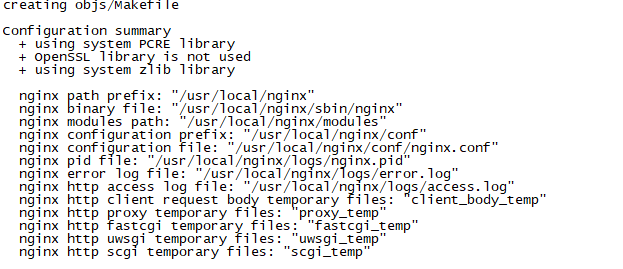 creating objs/Makefile
Configuration summary
+ using system PCRE library
+ OpenSSL library is not used
+ using system zlib library
nginx path prefix: "/usr/local/nginx"
nginx binary file: "/usr/local/nginx/sbin/nginx"
nginx modules path: "/usr/local/nginx/modules"
nginx configuration prefix: "/usr/local/nginx/conf"
nginx configuration file: "/usr/local/nginx/conf/nginx.conf"
nginx pid file: "/usr/local/nginx/logs/nginx.pid"
nginx error log file: "/usr/local/nginx/logs/error.log"
nginx http access log file: "/usr/local/nginx/logs/access.log"
nginx http client request body temporary files: "client_body_temp"
nginx http proxy temporary files: "proxy_temp"
nginx http fastcgi temporary files: "fastcgi_temp"
nginx http uwsgi temporary files: "uwsgi_temp"
nginx http scgi temporary files: "scgi_temp"